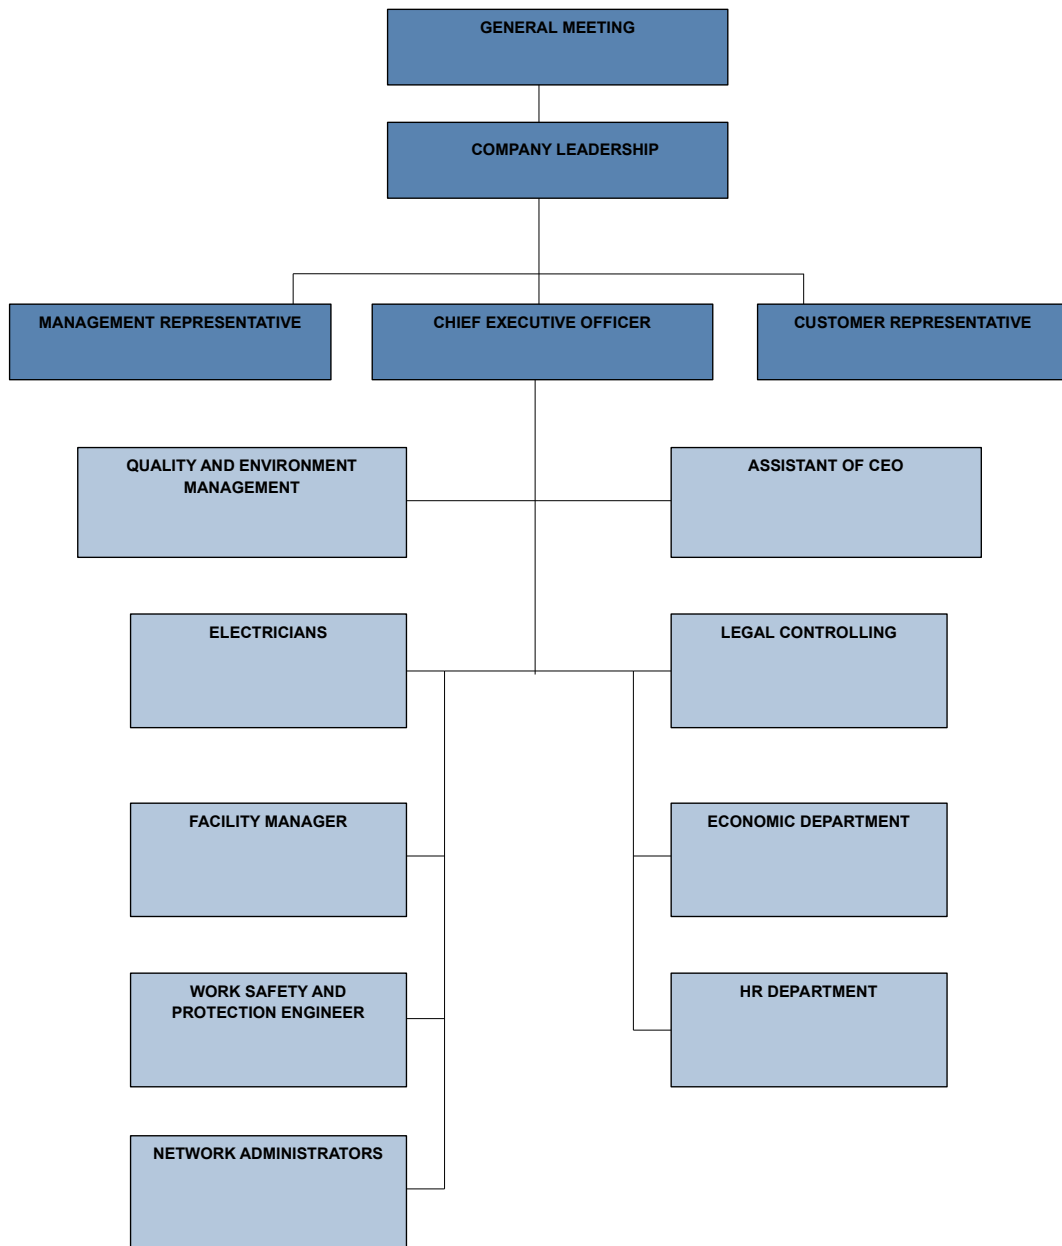 GENERAL MEETING
COMPANY LEADERSHIP
MANAGEMENT REPRESENTATIVE
CHIEF EXECUTIVE OFFICER
CUSTOMER REPRESENTATIVE
QUALITY AND ENVIRONMENT
MANAGEMENT
ASSISTANT OF CEO
ELECTRICIANS
LEGAL CONTROLLING
FACILITY MANAGER
ECONOMIC DEPARTMENT
WORK SAFETY AND
PROTECTION ENGINEER
HR DEPARTMENT
NETWORK ADMINISTRATORS